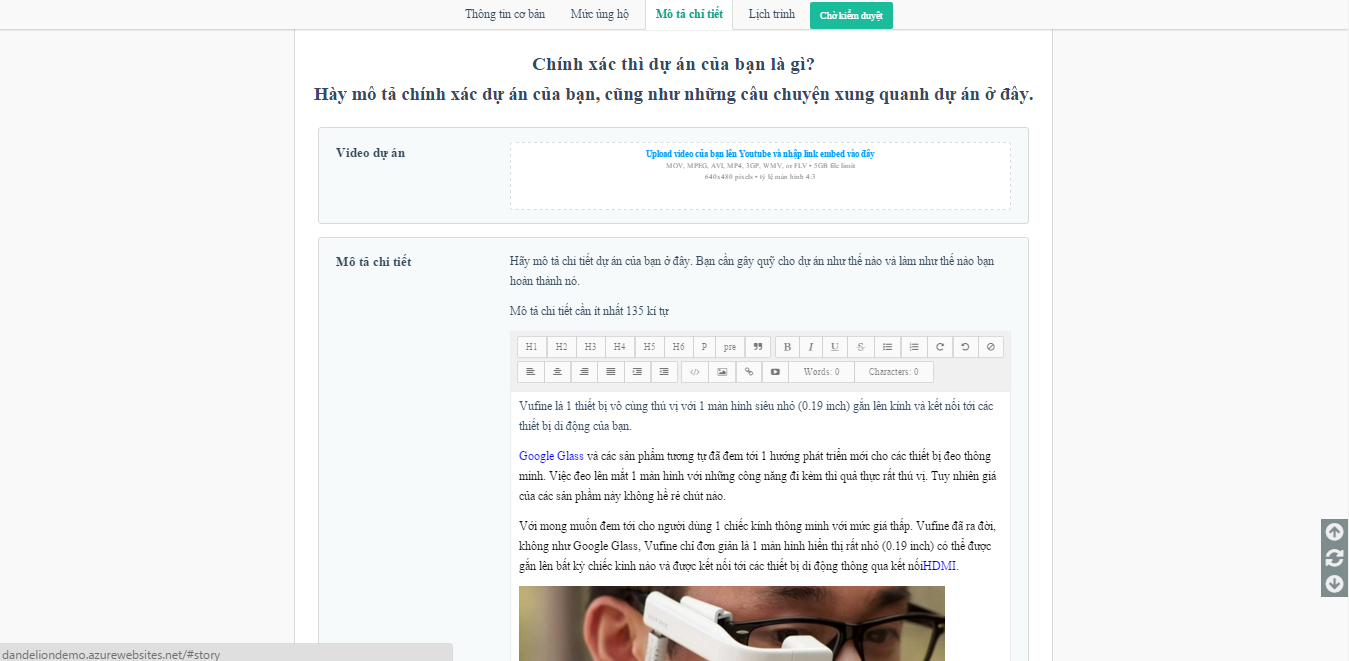 Thông tin cơ bản Mức ủng hộ Mô tả chi tiết Lịch trình Chờ kiểm duyệt
Chính xác thì dự án của bạn là gì?
Hày mô tả chính xác dự án của bạn, cũng như những câu chuyện xung quanh dự án ở đây.
Video dự án
Upload video của bạn lên Youtube và nhập link embed vào đây
MOV, MPEG, AVI, MP4, 3GP, WMV, or FLV • 5GB file limit
640x480 pixels • tỷ lệ màn hình 4:3
Mô tả chi tiết
Hãy mô tả chi tiết dự án của bạn ở đây. Bạn cần gây quỹ cho dự án như thế nào và làm như thế nào bạn
hoàn thành nó.
Mô tả chi tiết cần ít nhất 135 kí tự
H1 H2 H3 H4 H5 H6 P pre B I U S
Words: 0 Characters: 0
Vufine là 1 thiết bị vô cùng thú vị với 1 màn hình siêu nhỏ (0.19 inch) gắn lên kính và kết nối tới các
thiết bị di động của bạn.
Google Glass và các sản phẩm tương tự đã đem tới 1 hướng phát triển mới cho các thiết bị đeo thông
minh. Việc đeo lên mắt 1 màn hình với những công năng đi kèm thì quả thực rất thú vị. Tuy nhiên giá
của các sản phẩm này không hề rẻ chút nào.
Với mong muốn đem tới cho người dùng 1 chiếc kính thông minh với mức giá thấp. Vufine đã ra đời,
không như Google Glass, Vufine chỉ đơn giản là 1 màn hình hiển thị rất nhỏ (0.19 inch) có thể được
gắn lên bất kỳ chiếc kính nào và được kết nối tới các thiết bị di động thông qua kết nốiHDMI.
dandeliondemo.azurewebsites.net/#story